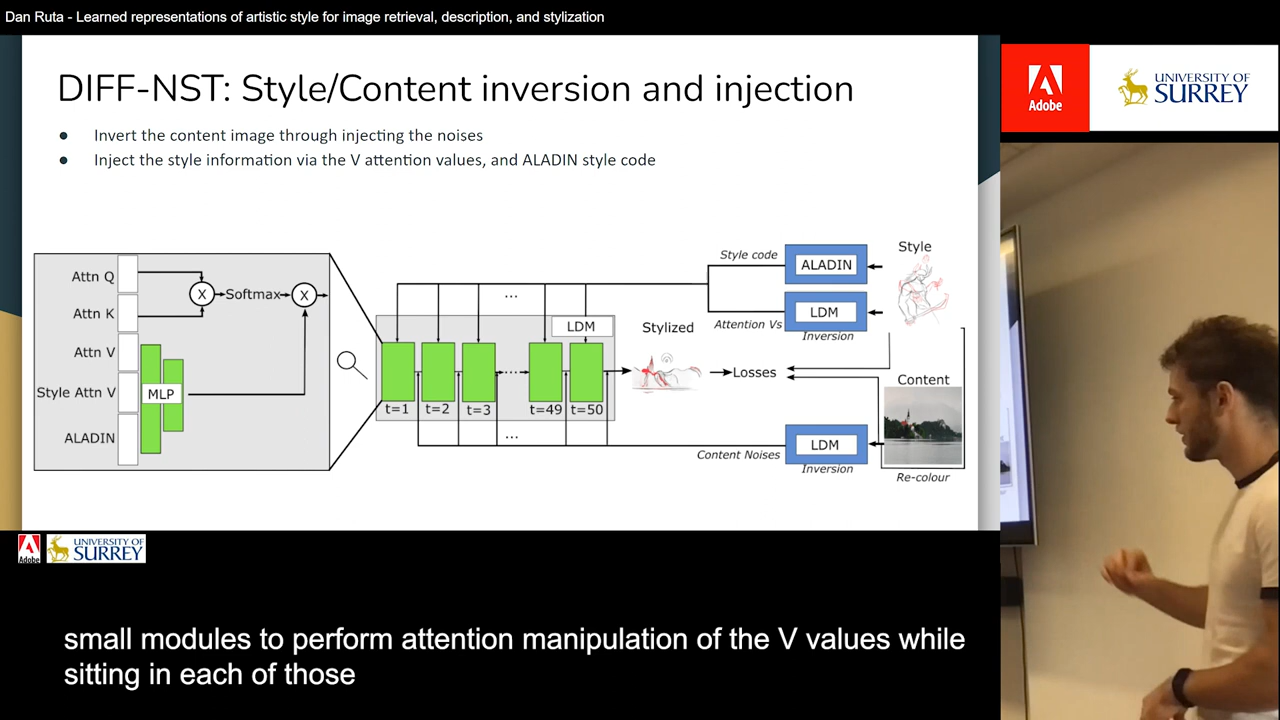 Dan Ruta - Learned representations of artistic style for image retrieval, description, and stylization
DIFF-NST: Style/Content inversion and injection
Invert the content image through injecting the noises
Inject the style information via the V attention values, and ALADIN style code
Attn Q
Attn K
Attn V
Style Attn V
ALADIN
X
Softmax
X
MLP
t=1
t=2
t=3
...
t=49
t=50
...
...
LDM
Style code
ALADIN
Attention Vs
LDM
Inversion
Style
Stylized
Losses
Content
Content Noises
LDM
Inversion
Re-colour
Adobe
UNIVERSITY OF
SURREY
Adobe
UNIVERSITY OF
SURREY
small modules to perform attention manipulation of the V values while
sitting in each of those